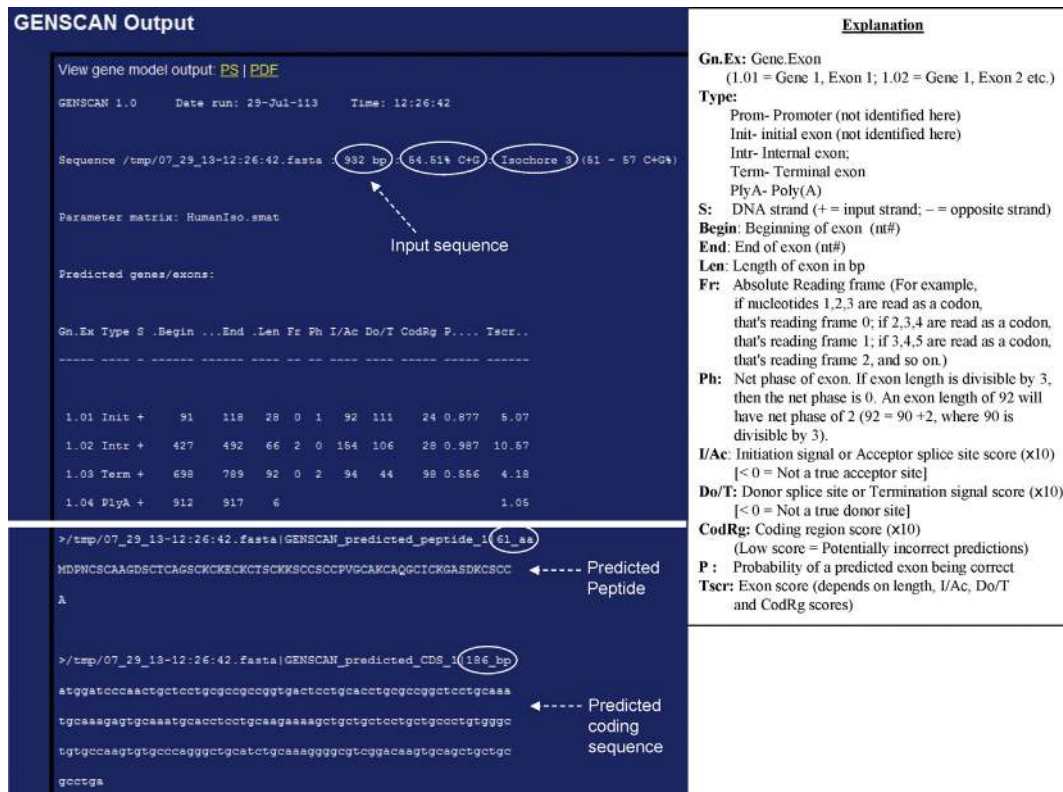 GENSCAN Output
View gene model output: PS | PDF
GENSCAN 1.0 Date run: 29-Jul-113 Time: 12:26:42
Sequence /tmp/07_29_13-12:26:42.fasta : 932 bp : 54.51% C+G : Isochore 3 (51 - 57 C+G%)
Parameter matrix: HumanIso.smat
Input sequence
Predicted genes/exons:
Gn.Ex Type S .Begin ...End .Len Fr Ph I/Ac Do/T CodRg P.... Tscr..
----- ---- - ------ ------ ---- -- -- ---- ---- ----- ----- ------
1.01 Init + 91 118 28 0 1 92 111 24 0.877 5.07
1.02 Intr + 427 492 66 2 0 154 106 28 0.987 10.57
1.03 Term + 698 789 92 0 2 94 44 98 0.556 4.18
1.04 PlyA + 912 917 6 1.05
>/tmp/07_29_13-12:26:42.fasta|GENSCAN_predicted_peptide_1|61_aa
MDPNCSCAAGDSCTCAGSCKCKECKCTSCKKSCCSCCPVGCAKCAQGCICKGASDKCSCC
A
Predicted
Peptide
>/tmp/07_29_13-12:26:42.fasta|GENSCAN_predicted_CDS_1|186_bp
atggatcccaactgctcctgcgccgccggtgactcctgcacctgcgccggctcctgcaaa
tgcaaagagtgcaaatgcacctcctgcaagaaaagctgctgctcctgctgccctgtgggc
tgtgccaagtgtgcccagggctgcatctgcaaaggggcgtcggacaagtgcagctgctgc
gcctga
Predicted
coding
sequence
Explanation
Gn.Ex: Gene.Exon
(1.01 = Gene 1, Exon 1; 1.02 = Gene 1, Exon 2 etc.)
Type:
Prom- Promoter (not identified here)
Init- initial exon (not identified here)
Intr- Internal exon;
Term- Terminal exon
PlyA- Poly(A)
S: DNA strand (+ = input strand; – = opposite strand)
Begin: Beginning of exon (nt#)
End: End of exon (nt#)
Len: Length of exon in bp
Fr: Absolute Reading frame (For example,
if nucleotides 1,2,3 are read as a codon,
that's reading frame 0; if 2,3,4 are read as a codon,
that's reading frame 1; if 3,4,5 are read as a codon,
that's reading frame 2, and so on.)
Ph: Net phase of exon. If exon length is divisible by 3,
then the net phase is 0. An exon length of 92 will
have net phase of 2 (92 = 90 +2, where 90 is
divisible by 3).
I/Ac: Initiation signal or Acceptor splice site score (x10)
[< 0 = Not a true acceptor site]
Do/T: Donor splice site or Termination signal score (x10)
[< 0 = Not a true donor site]
CodRg: Coding region score (x10)
(Low score = Potentially incorrect predictions)
P : Probability of a predicted exon being correct
Tscr: Exon score (depends on length, I/Ac, Do/T
and CodRg scores)